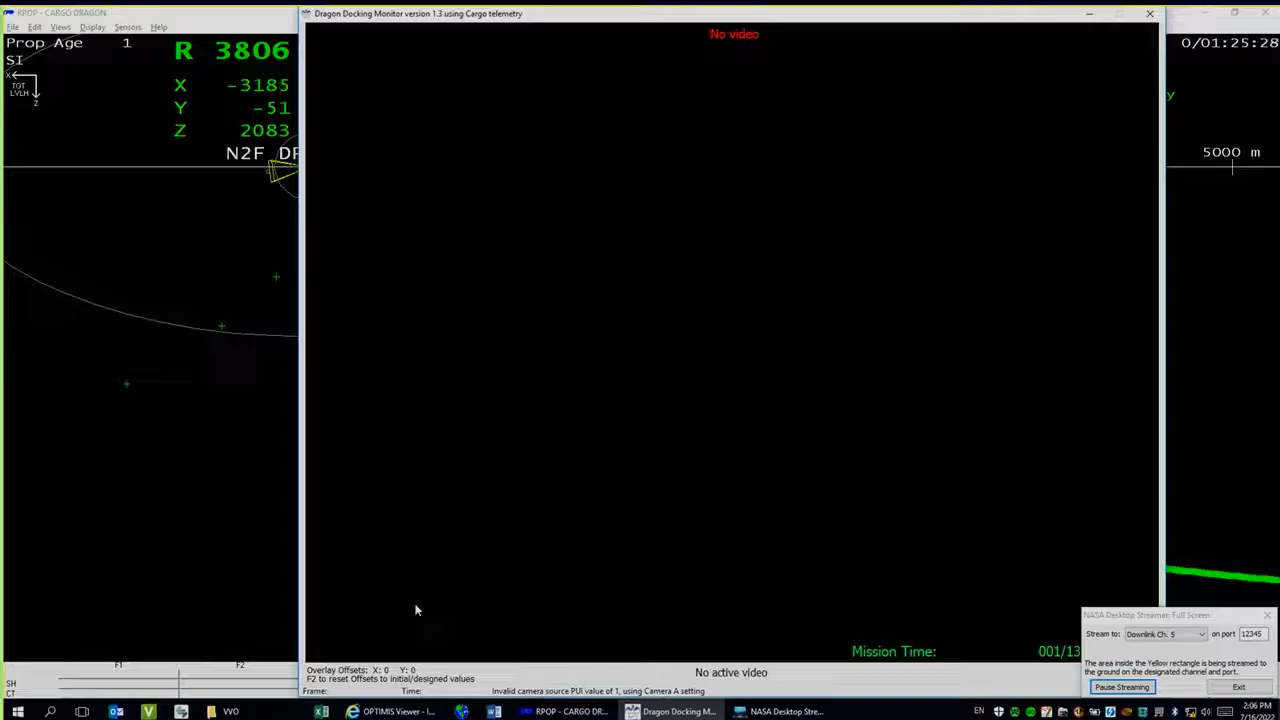 RPOP - CARGO DRAGON
Dragon Docking Monitor version 1.3 using Cargo telemetry
File Edit Views Display Sensors Help
No video
Prop Age 1
R 3806
0/01:25:28
SI
X
TGT
LVLH
Z
X -3185
y
Y -51
Z 2083
N2F DR
5000 m
NASA Desktop Streamer: Full Screen
Stream to: Downlink Ch. 5 on port 12345
Mission Time: 001/13
The area inside the Yellow rectangle is being streamed to
the ground on the designated channel and port.
Pause Streaming Exit
F1 F2
Overlay Offsets: X: 0 Y: 0
No active video
F2 to reset Offsets to initial/designed values
SH
CT
Frame: Time: Invalid camera source PUI value of 1, using Camera A setting
VVO
OPTIMIS Viewer - I...
RPOP - CARGO DR...
Dragon Docking M...
NASA Desktop Stre...
EN
2:06 PM
7/16/2022